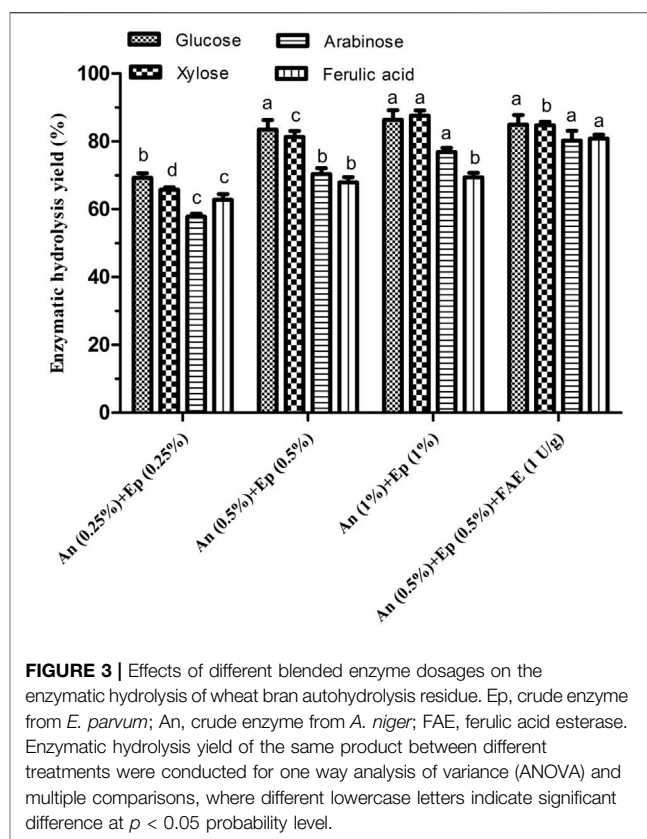 Glucose Arabinose
Xylose Ferulic acid
Enzymatic hydrolysis yield (%)
100
80
60
40
20
0
b d c c
a c b b
a a a b
a b a a
An (0.25%)+Ep (0.25%)
An (0.5%)+Ep (0.5%)
An (1%)+Ep (1%)
An (0.5%)+Ep (0.5%)+FAE (1 U/g)
FIGURE 3 | Effects of different blended enzyme dosages on the
enzymatic hydrolysis of wheat bran autohydrolysis residue. Ep, crude enzyme
from E. parvum; An, crude enzyme from A. niger; FAE, ferulic acid esterase.
Enzymatic hydrolysis yield of the same product between different
treatments were conducted for one way analysis of variance (ANOVA) and
multiple comparisons, where different lowercase letters indicate significant
difference at p < 0.05 probability level.